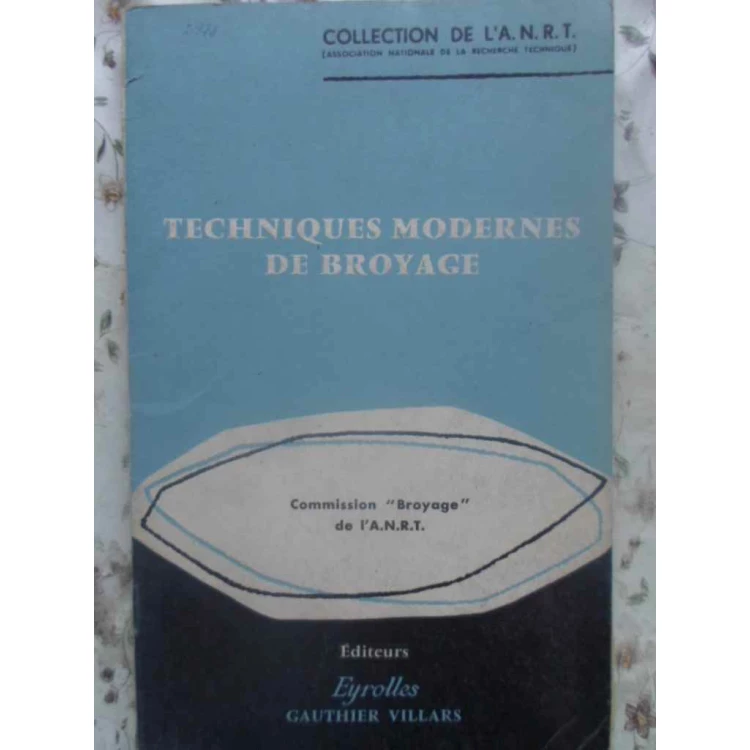 COLLECTION DE L'A.N.R.T.
(ASSOCIATION NATIONALE DE LA RECHERCHE TECHNIQUE)
TECHNIQUES MODERNES
DE BROYAGE
Commission "Broyage"
de l'A.N.R.T.
Éditeurs
Eyrolles
GAUTHIER VILLARS